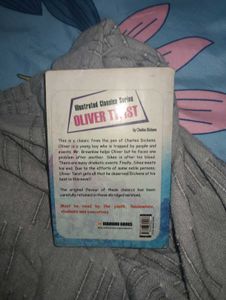 Illustrated Classics Series
OLIVER TWIST
by Charles Dickens
This is a classic from the pen of Charles Dickens.
Oliver is a young boy who is trapped by people and
events. Mr. Brownlow helps Oliver but he faces one
problem after another. Sikes is after his blood.
There are many dramatic events. Finally, Sikes meets
his end. Due to the efforts of some noble persons,
Oliver Twist gets all that he deserves. Dickens at his
best in this novel!
The original flavour of these classics has been
carefully retained in these abridged versions.
Must be read by the youth, housewives,
students and executives.
DIAMOND BOOKS